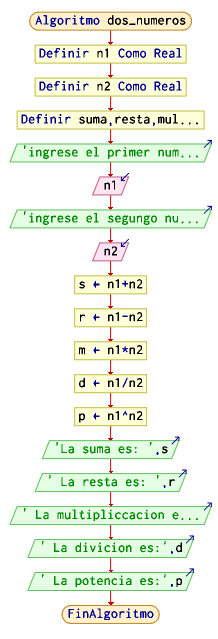 Algoritmo dos_numeros
Definir n1 Como Real
Definir n2 Como Real
Definir suma,resta,mul...
'ingrese el primer num...
n1
'ingrese el segungo nu...
n2
s ← n1+n2
r ← n1-n2
m ← n1*n2
d ← n1/n2
p ← n1^n2
'La suma es: ',s
' La resta es: ',r
' La multipliccacion e...
' La divicion es:',d
' La potencia es:',p
FinAlgoritmo